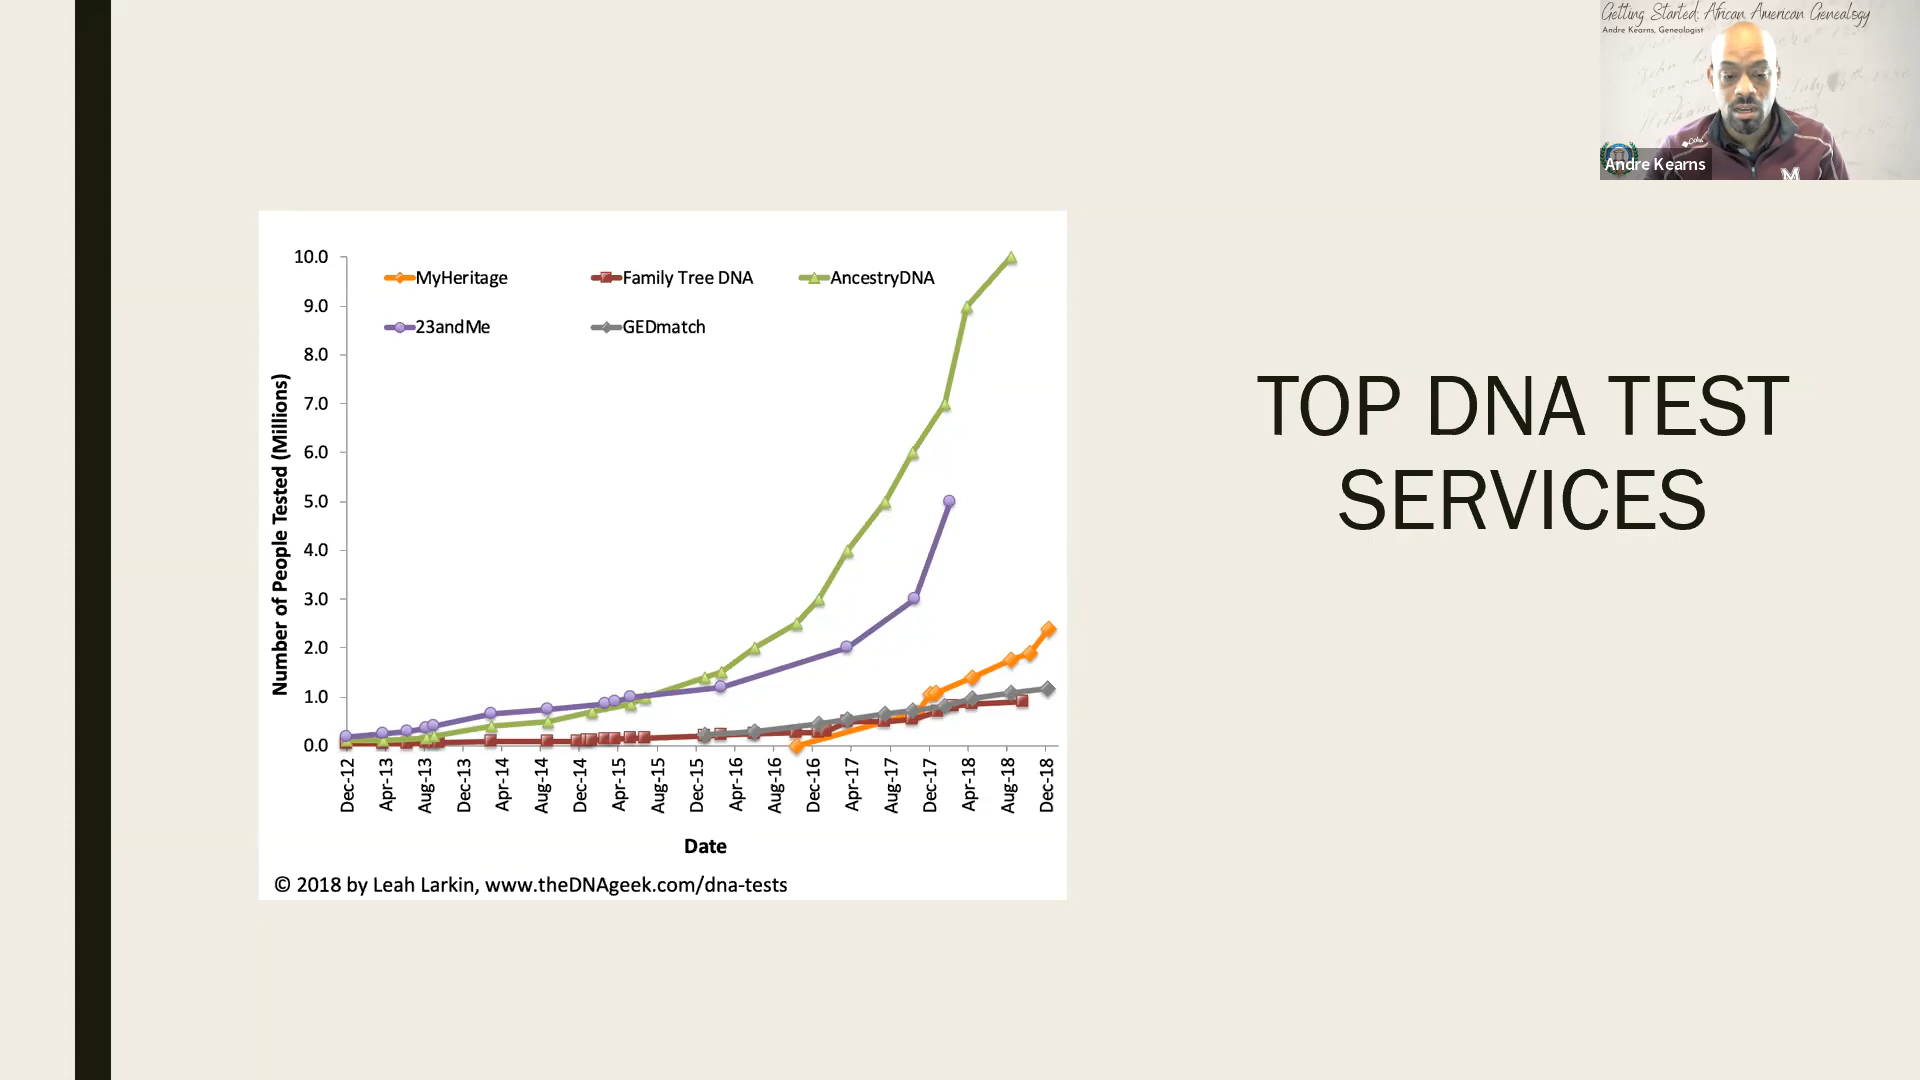 Getting Started: African American Genealogy
Andre Kearns, Genealogist
Andre Kearns
M
TOP DNA TEST
SERVICES
MyHeritage
Family Tree DNA
AncestryDNA
23andMe
GEDmatch
Number of People Tested (Millions)
10.0
9.0
8.0
7.0
6.0
5.0
4.0
3.0
2.0
1.0
0.0
Dec-12
Apr-13
Aug-13
Dec-13
Apr-14
Aug-14
Dec-14
Apr-15
Aug-15
Dec-15
Apr-16
Aug-16
Dec-16
Apr-17
Aug-17
Dec-17
Apr-18
Aug-18
Dec-18
Date
© 2018 by Leah Larkin, www.theDNAgeek.com/dna-tests